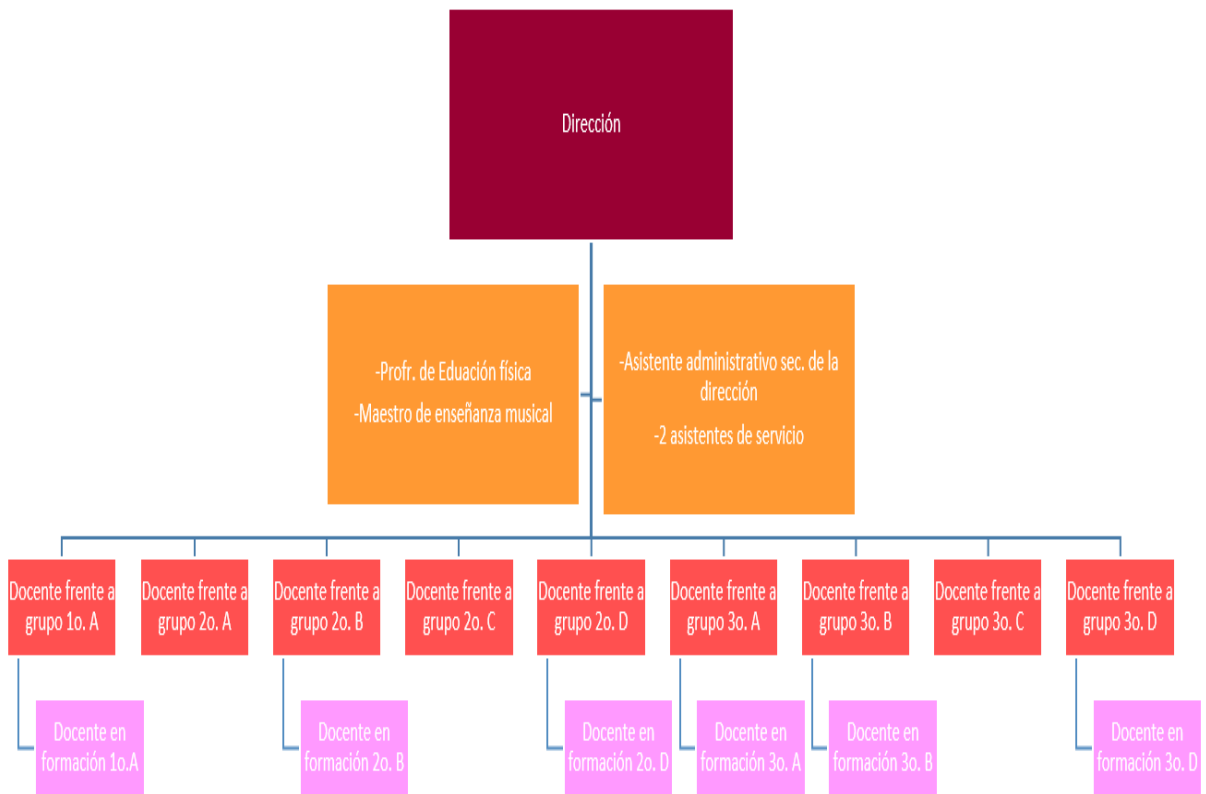 Dirección
-Profr. de Eduación física
-Maestro de enseñanza musical
-Asistente administrativo sec. de la
dirección
-2 asistentes de servicio
Docente frente a
grupo 1o. A
Docente frente a
grupo 2o. A
Docente frente a
grupo 2o. B
Docente frente a
grupo 2o. C
Docente frente a
grupo 2o. D
Docente frente a
grupo 3o. A
Docente frente a
grupo 3o. B
Docente frente a
grupo 3o. C
Docente frente a
grupo 3o. D
Docente en
formación 1o.A
Docente en
formación 2o. B
Docente en
formación 2o. D
Docente en
formación 3o. A
Docente en
formación 3o. B
Docente en
formación 3o. D